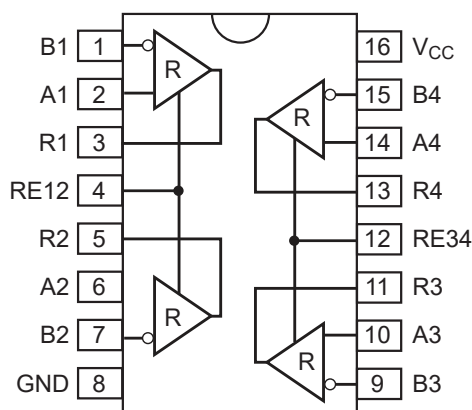 B1 1 R 16 VCC
A1 2 15 B4
R1 3 R 14 A4
RE12 4 13 R4
R2 5 12 RE34
A2 6 11 R3
B2 7 R 10 A3
GND 8 R 9 B3